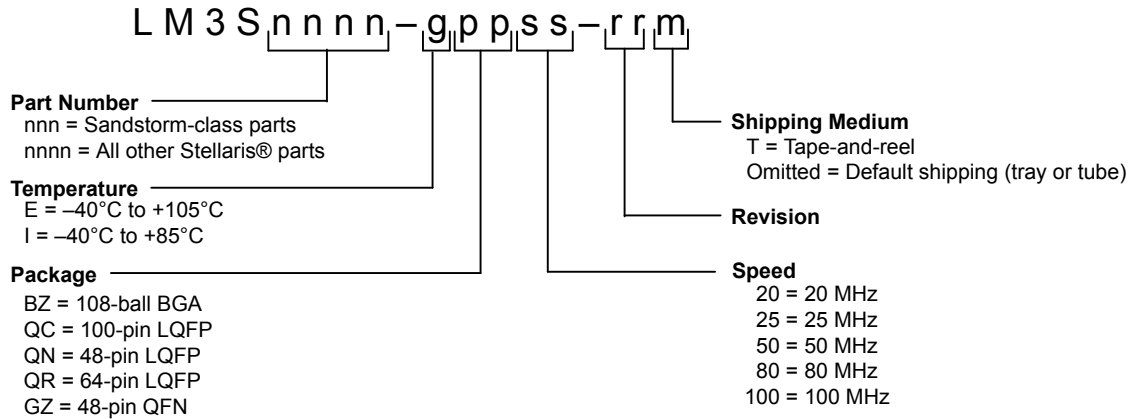 L M 3 S n n n n – g p p s s – r r m
Part Number
nnn = Sandstorm-class parts
nnnn = All other Stellaris® parts
Temperature
E = –40°C to +105°C
I = –40°C to +85°C
Package
BZ = 108-ball BGA
QC = 100-pin LQFP
QN = 48-pin LQFP
QR = 64-pin LQFP
GZ = 48-pin QFN
Shipping Medium
T = Tape-and-reel
Omitted = Default shipping (tray or tube)
Revision
Speed
20 = 20 MHz
25 = 25 MHz
50 = 50 MHz
80 = 80 MHz
100 = 100 MHz